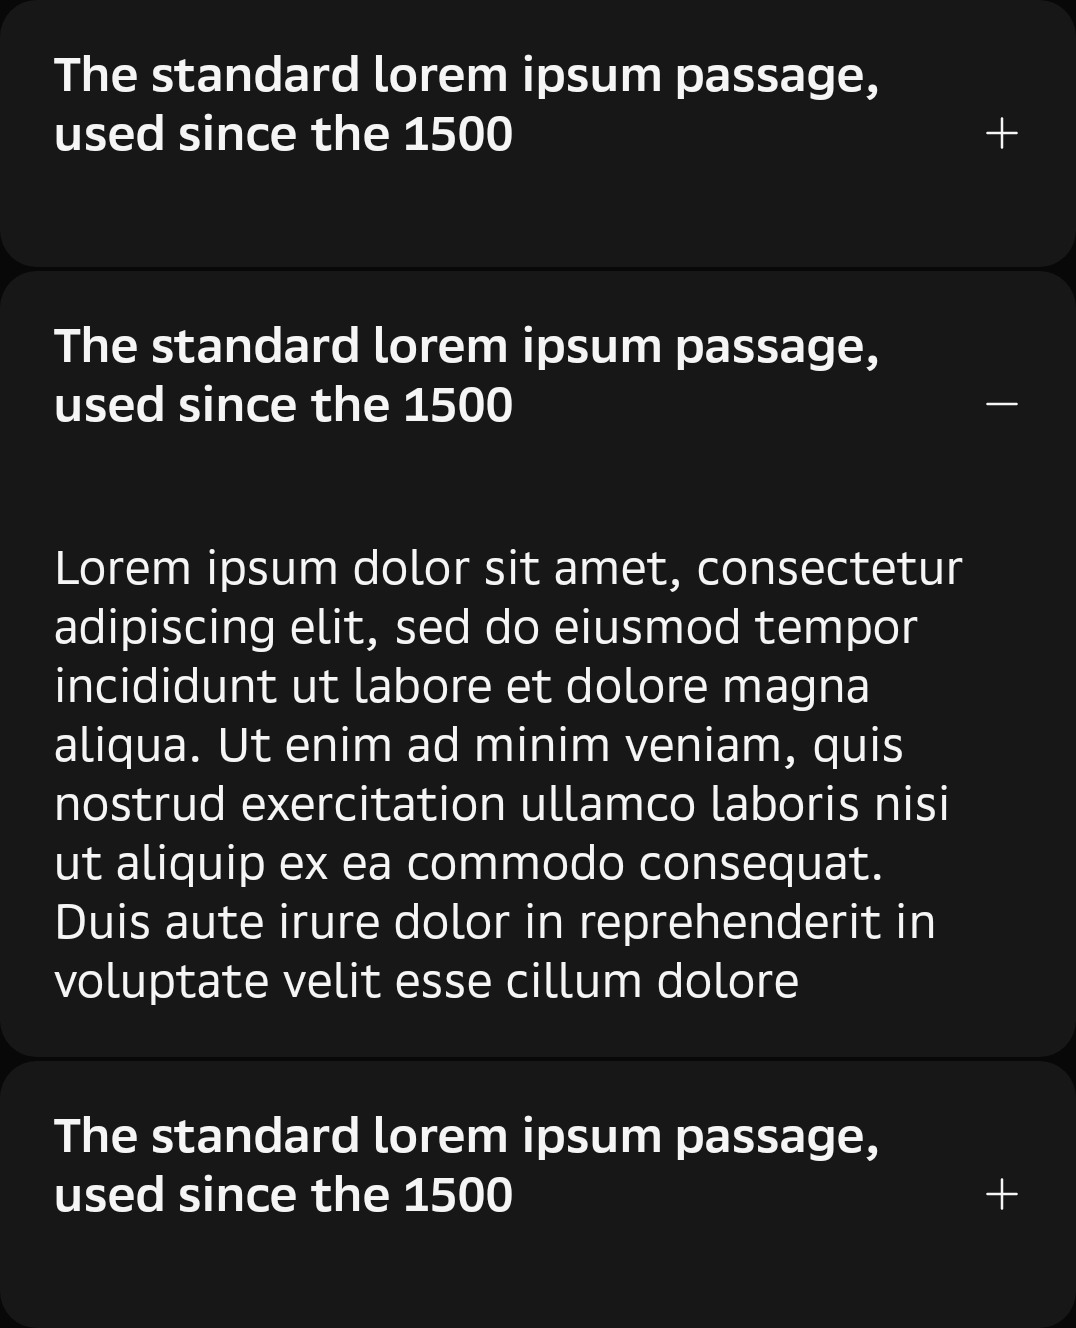 The standard lorem ipsum passage,
used since the 1500
The standard lorem ipsum passage,
used since the 1500
Lorem ipsum dolor sit amet, consectetur
adipiscing elit, sed do eiusmod tempor
incididunt ut labore et dolore magna
aliqua. Ut enim ad minim veniam, quis
nostrud exercitation ullamco laboris nisi
ut aliquip ex ea commodo consequat.
Duis aute irure dolor in reprehenderit in
voluptate velit esse cillum dolore
The standard lorem ipsum passage,
used since the 1500